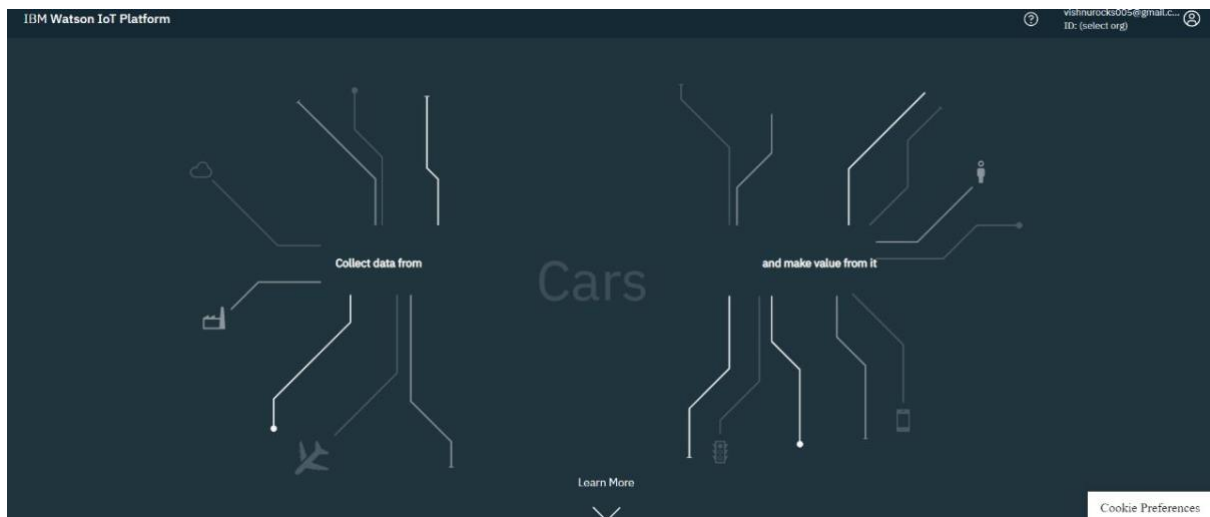 IBM Watson IoT Platform
vishnurocks005@gmail.c...
ID: (select org)
Collect data from
Cars
and make value from it
Learn More
Cookie Preferences